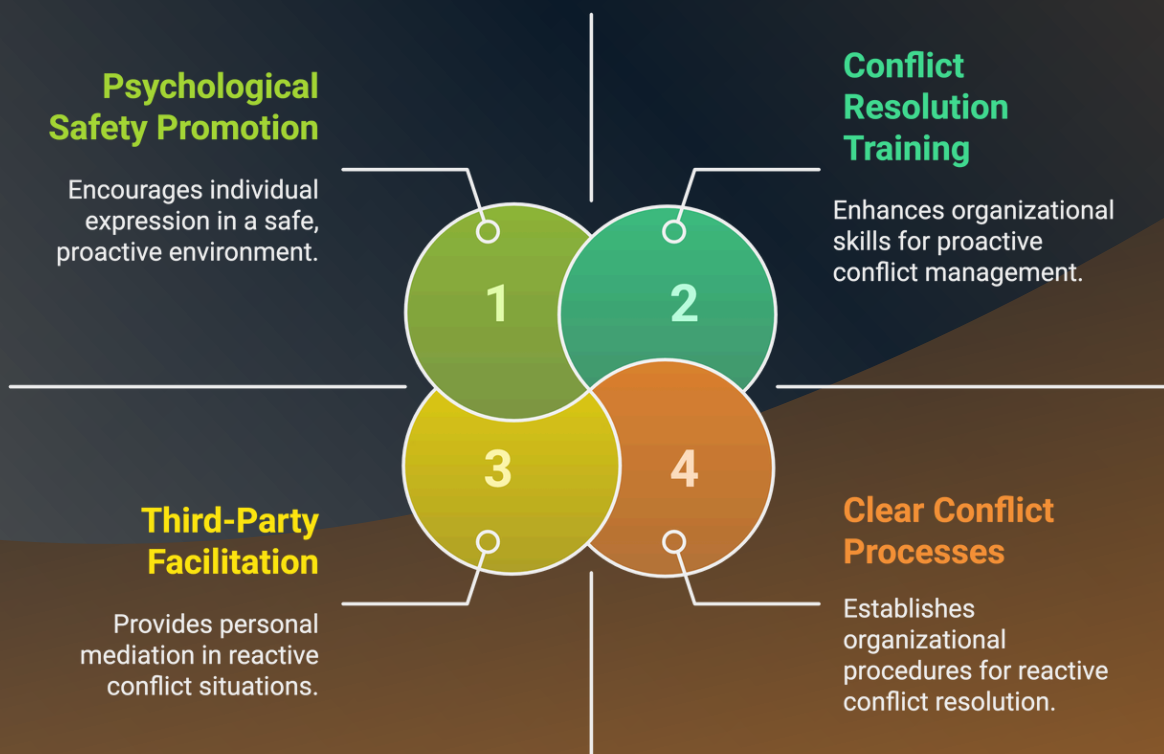 Psychological
Safety Promotion
Encourages individual
expression in a safe,
proactive environment.
Conflict
Resolution
Training
Enhances organizational
skills for proactive
conflict management.
1
2
3
4
Third-Party
Facilitation
Provides personal
mediation in reactive
conflict situations.
Clear Conflict
Processes
Establishes
organizational
procedures for reactive
conflict resolution.